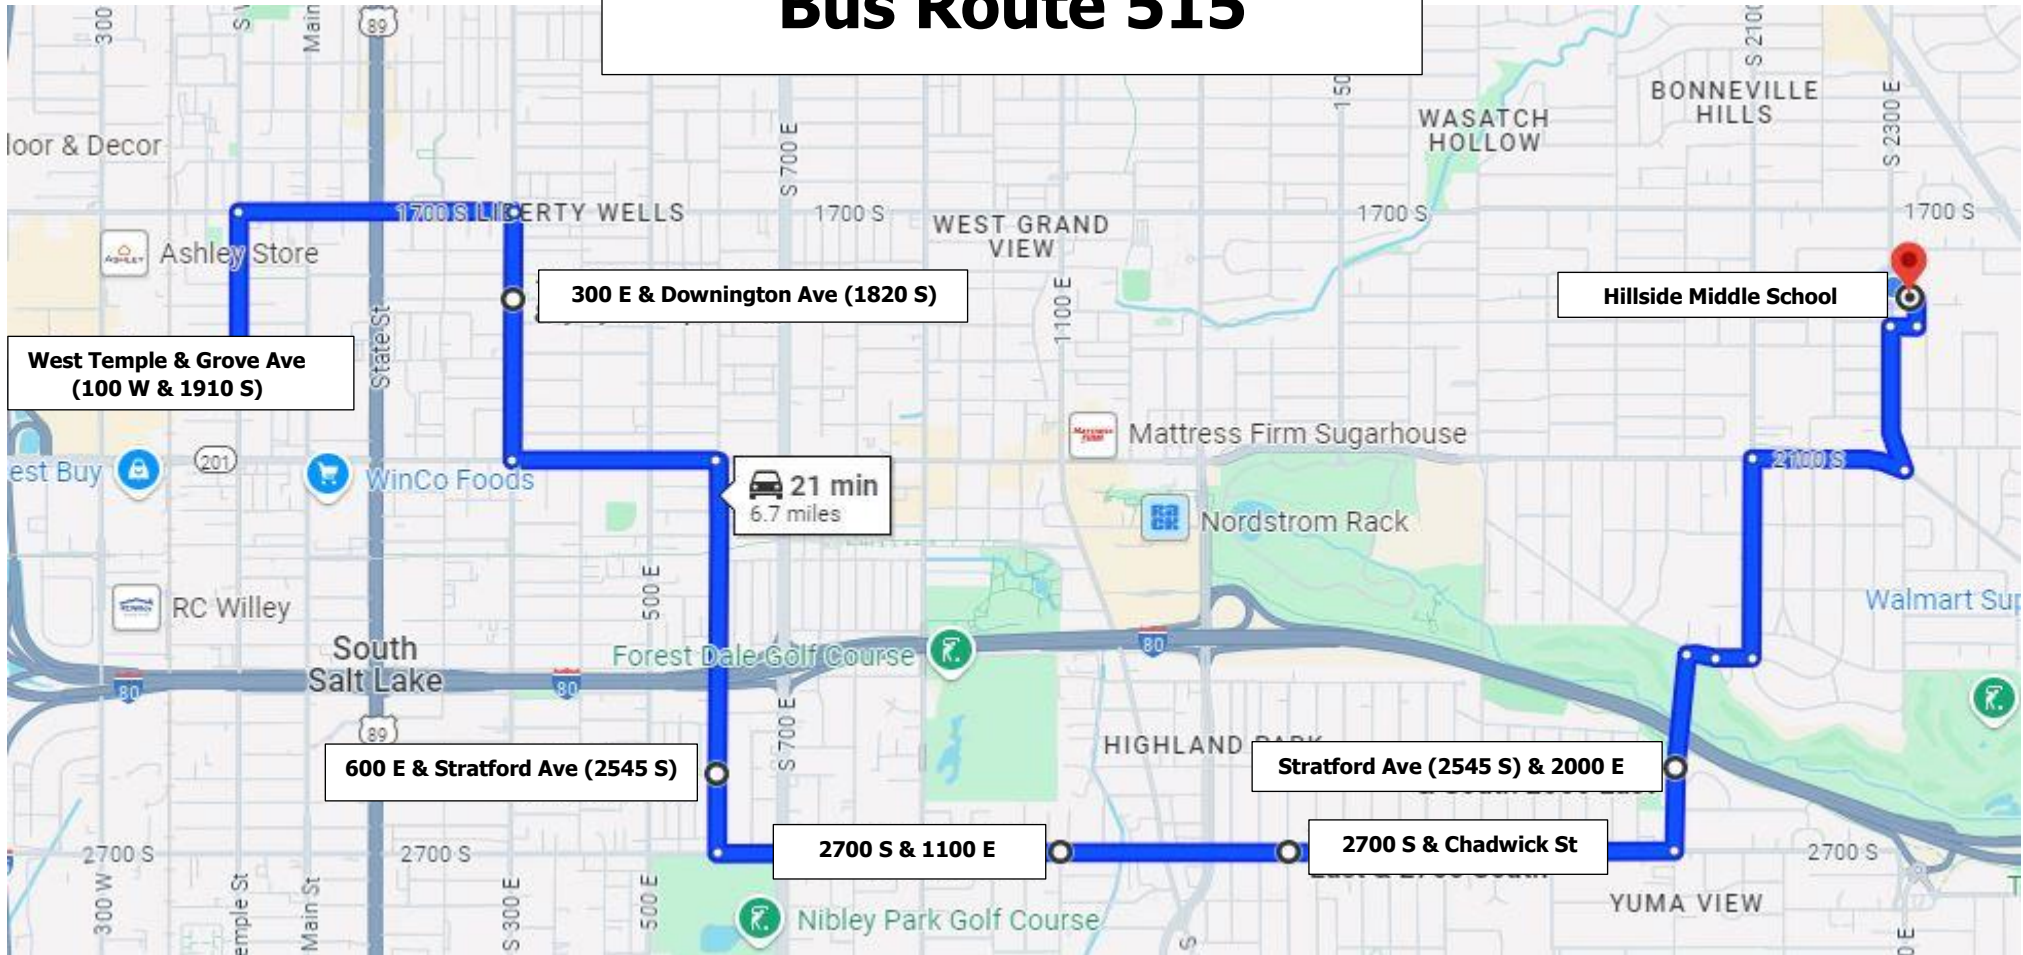 Bus Route 515
300
Main
89
S 2100
BONNEVILLE
HILLS
WASATCH
HOLLOW
S 2300 E
S 700 E
loor & Decor
1700 S
LIBERTY WELLS
1700 S
WEST GRAND
VIEW
1700 S
1700 S
Ashley Store
300 E & Downington Ave (1820 S)
Hillside Middle School
State St
1100 E
West Temple & Grove Ave
(100 W & 1910 S)
Mattress Firm Sugarhouse
est Buy
201
WinCo Foods
2100 S
21 min
6.7 miles
Nordstrom Rack
500 E
RC Willey
Walmart Sup
South
Salt Lake
Forest Dale Golf Course
80
80
80
89
S 700 E
HIGHLAND PARK
600 E & Stratford Ave (2545 S)
Stratford Ave (2545 S) & 2000 E
2700 S & 1100 E
2700 S & Chadwick St
2700 S
2700 S
2700 S
300 W
emple St
Main St
S 300 E
500 E
Nibley Park Golf Course
YUMA VIEW
S